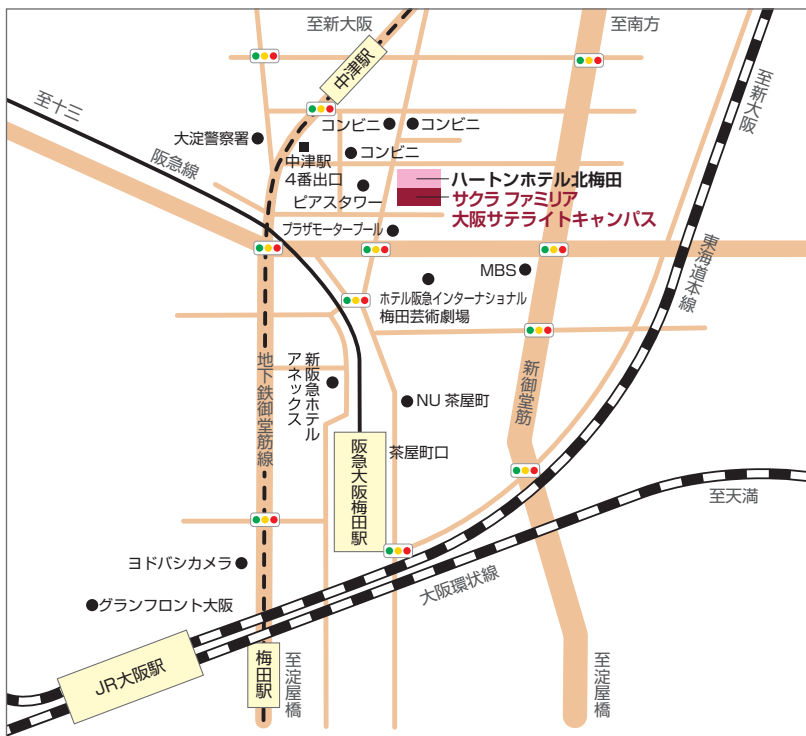 至新大阪
至南方
中津駅
至新大阪
至十三
コンビニ
コンビニ
大淀警察署
阪急線
中津駅
4番出口
コンビニ
ハートンホテル北梅田
ピアスタワー
サクラ ファミリア
大阪サテライトキャンパス
プラザモータープール
東海道本線
MBS
ホテル阪急インターナショナル
梅田芸術劇場
地下鉄御堂筋線
新阪急ホテル
アネックス
新御堂筋
NU 茶屋町
阪急大阪梅田駅
茶屋町口
至天満
ヨドバシカメラ
大阪環状線
グランフロント大阪
JR大阪駅
梅田駅
至淀屋橋
至淀屋橋